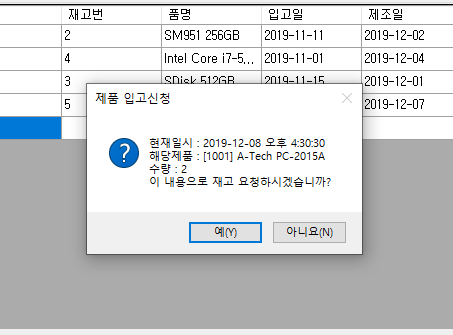 재고번 품명 입고일 제조일
2 SM951 256GB 2019-11-11 2019-12-02
4 Intel Core i7-5... 2019-11-01 2019-12-04
3 SDisk 512GB 2019-11-15 2019-12-01
5 2019-12-07
제품 입고신청
현재일시 : 2019-12-08 오후 4:30:30
해당제품 : [1001] A-Tech PC-2015A
수량 : 2
이 내용으로 재고 요청하시겠습니까?
예(Y) 아니요(N)